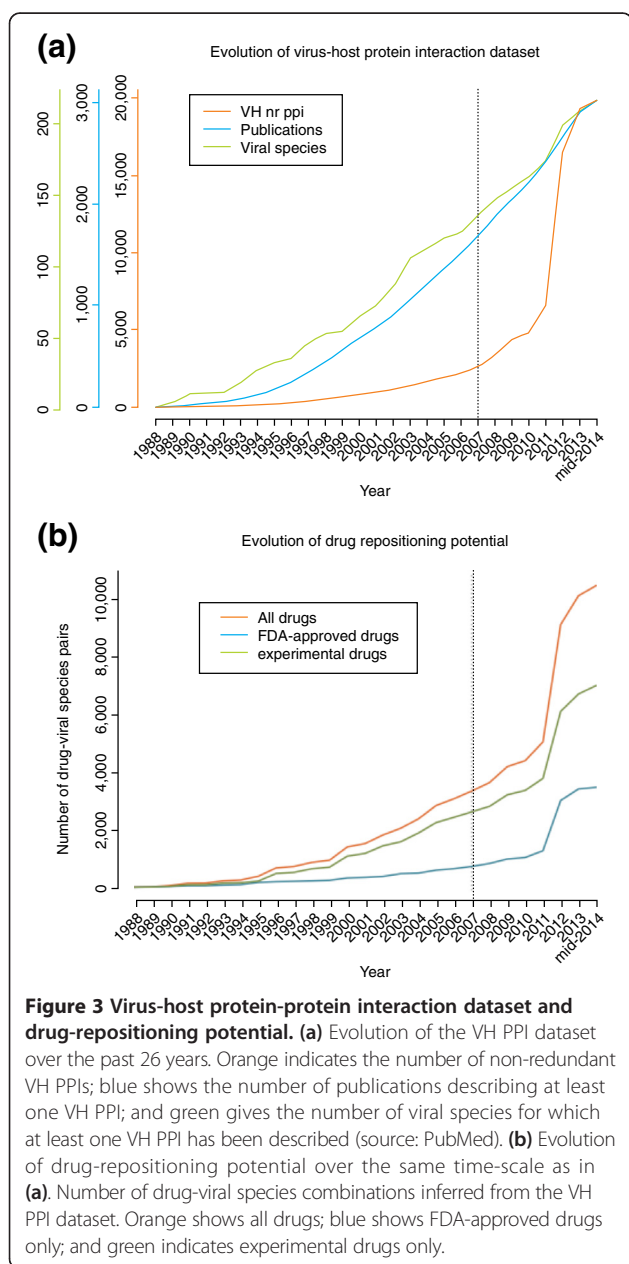 (a)
Evolution of virus-host protein interaction dataset
VH nr ppi
Publications
Viral species
0
50
100
150
200
0
1,000
2,000
3,000
0
5,000
10,000
15,000
20,000
1988
1989
1990
1991
1992
1993
1994
1995
1996
1997
1998
1999
2000
2001
2002
2003
2004
2005
2006
2007
2008
2009
2010
2011
2012
2013
mid-2014
Year
(b)
Evolution of drug repositioning potential
All drugs
FDA-approved drugs
experimental drugs
Number of drug-viral species pairs
0
2,000
4,000
6,000
8,000
10,000
1988
1989
1990
1991
1992
1993
1994
1995
1996
1997
1998
1999
2000
2001
2002
2003
2004
2005
2006
2007
2008
2009
2010
2011
2012
2013
mid-2014
Year
Figure 3 Virus-host protein-protein interaction dataset and
drug-repositioning potential. (a) Evolution of the VH PPI dataset
over the past 26 years. Orange indicates the number of non-redundant
VH PPIs; blue shows the number of publications describing at least
one VH PPI; and green gives the number of viral species for which
at least one VH PPI has been described (source: PubMed). (b) Evolution
of drug-repositioning potential over the same time-scale as in
(a). Number of drug-viral species combinations inferred from the VH
PPI dataset. Orange shows all drugs; blue shows FDA-approved drugs
only; and green indicates experimental drugs only.